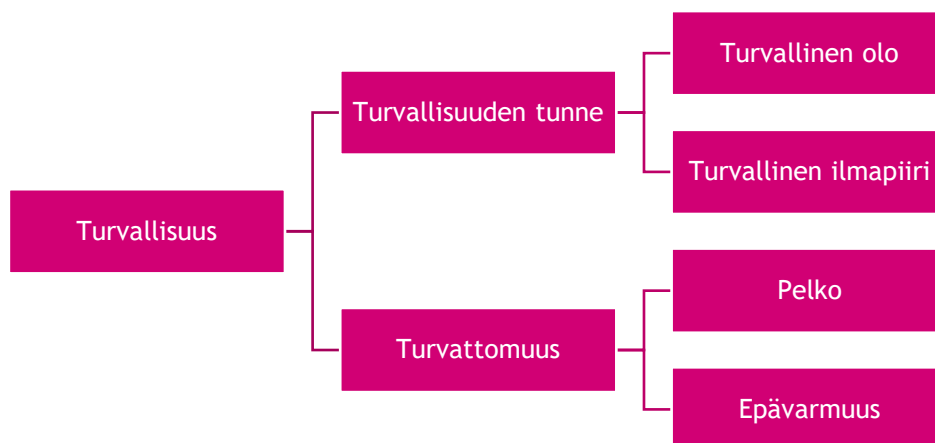 Turvallinen olo
Turvallisuuden tunne
Turvallinen ilmapiiri
Turvallisuus
Pelko
Turvattomuus
Epävarmuus